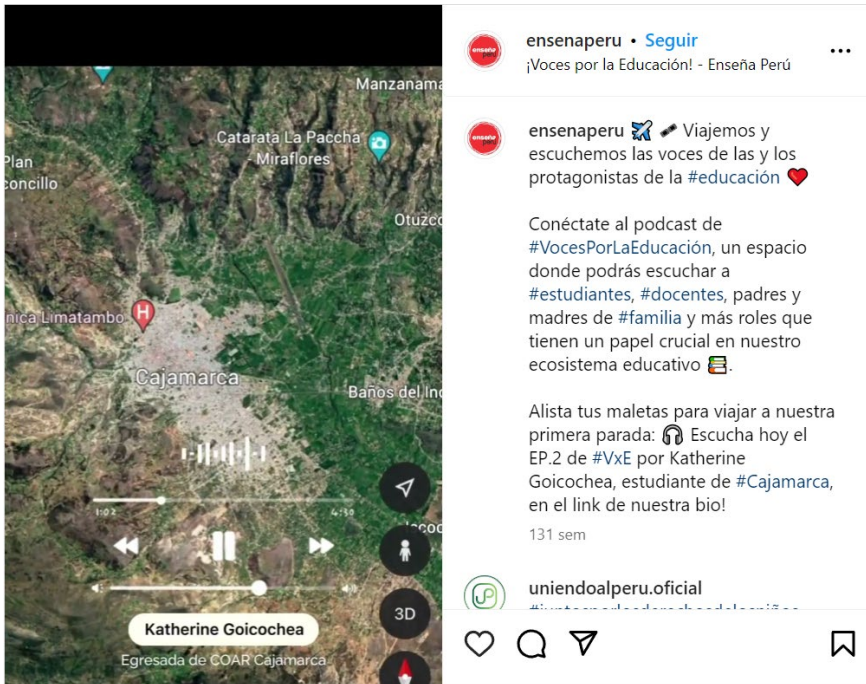 Manzanama
Catarata La Paccha
- Miraflores
Plan
concillo
Otuzco
nica Limatambo
H
Cajamarca
Baños del Inc
1:02
4:30
3D
Katherine Goicochea
Egresada de COAR Cajamarca
enseña
perú
ensenaperu • Seguir
¡Voces por la Educación! - Enseña Perú
enseña
perú
ensenaperu ✈️ 🛩️ Viajemos y
escuchemos las voces de las y los
protagonistas de la #educación ❤️
Conéctate al podcast de
#VocesPorLaEducación, un espacio
donde podrás escuchar a
#estudiantes, #docentes, padres y
madres de #familia y más roles que
tienen un papel crucial en nuestro
ecosistema educativo 📚.
Alista tus maletas para viajar a nuestra
primera parada: 🎧 Escucha hoy el
EP.2 de #VxE por Katherine
Goicochea, estudiante de #Cajamarca,
en el link de nuestra bio!
131 sem
uniendoalperu.oficial